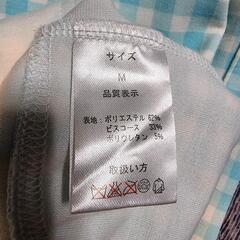 サイズ
M
品質表示
表地：ポリエステル 62%
ビスコース 33%
ポリウレタン 5%
取扱い方